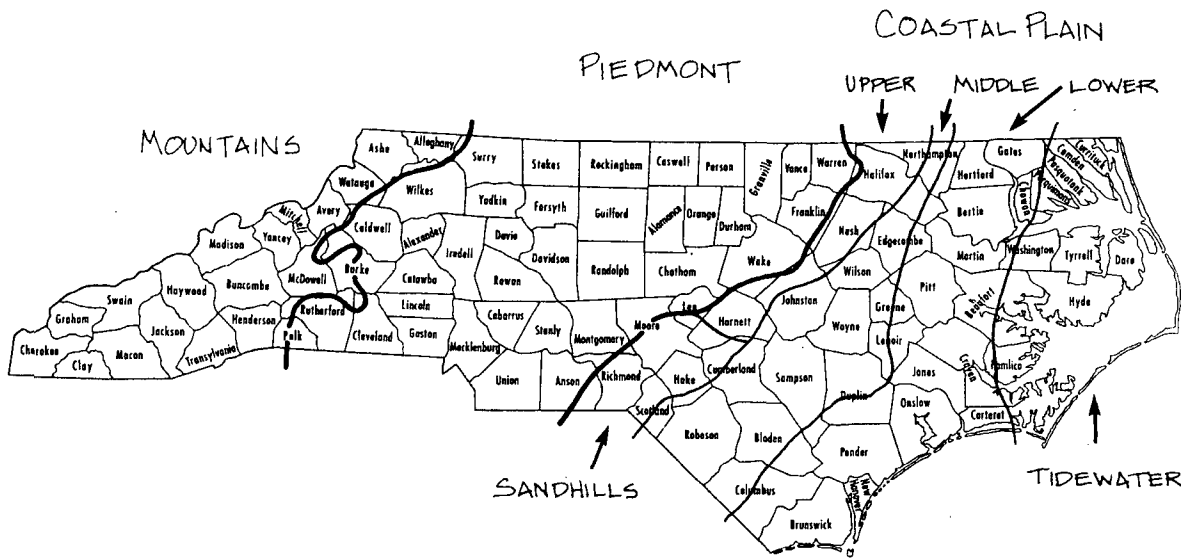 COASTAL PLAIN
PIEDMONT
UPPER
MIDDLE
LOWER
MOUNTAINS
Ashe
Alleghany
Surry
Stokes
Rockingham
Caswell
Person
Granville
Vance
Warren
Halifax
Northampton
Gates
Hertford
Currituck
Camden
Pasquotank
Perquimans
Chowan
Watauga
Wilkes
Yadkin
Forsyth
Guilford
Alamance
Orange
Durham
Franklin
Nash
Edgecombe
Bertie
Mitchell
Avery
Caldwell
Alexander
Iredell
Davie
Davidson
Randolph
Chatham
Wake
Wilson
Martin
Washington
Tyrrell
Dare
Madison
Yancey
McDowell
Burke
Catawba
Rowan
Buncombe
Haywood
Swain
Graham
Cherokee
Clay
Macon
Jackson
Transylvania
Henderson
Polk
Rutherford
Cleveland
Lincoln
Gaston
Mecklenburg
Cabarrus
Stanly
Montgomery
Moore
Lee
Harnett
Johnston
Wayne
Greene
Pitt
Beaufort
Hyde
Lenoir
Craven
Pamlico
Jones
Union
Anson
Richmond
Scotland
Hoke
Cumberland
Sampson
Duplin
Onslow
Carteret
Robeson
Bladen
Pender
Columbus
New
Hanover
Brunswick
SANDHILLS
TIDEWATER